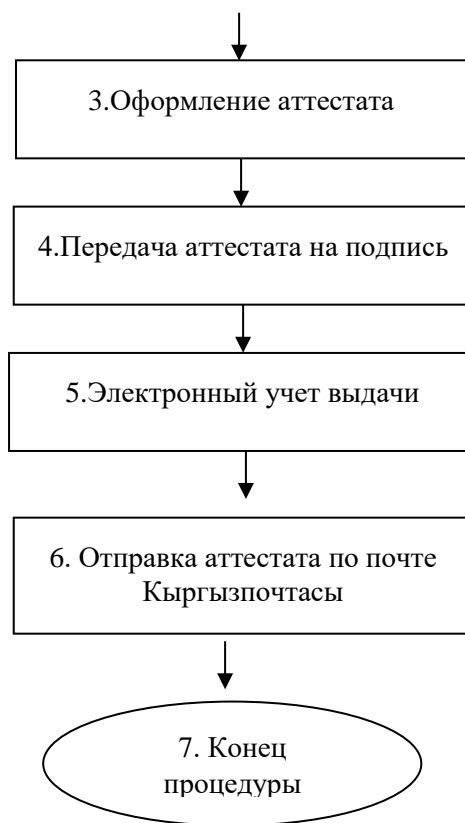 3.Оформление аттестата
4.Передача аттестата на подпись
5.Электронный учет выдачи
6. Отправка аттестата по почте
Кыргызпочтасы
7. Конец
процедуры